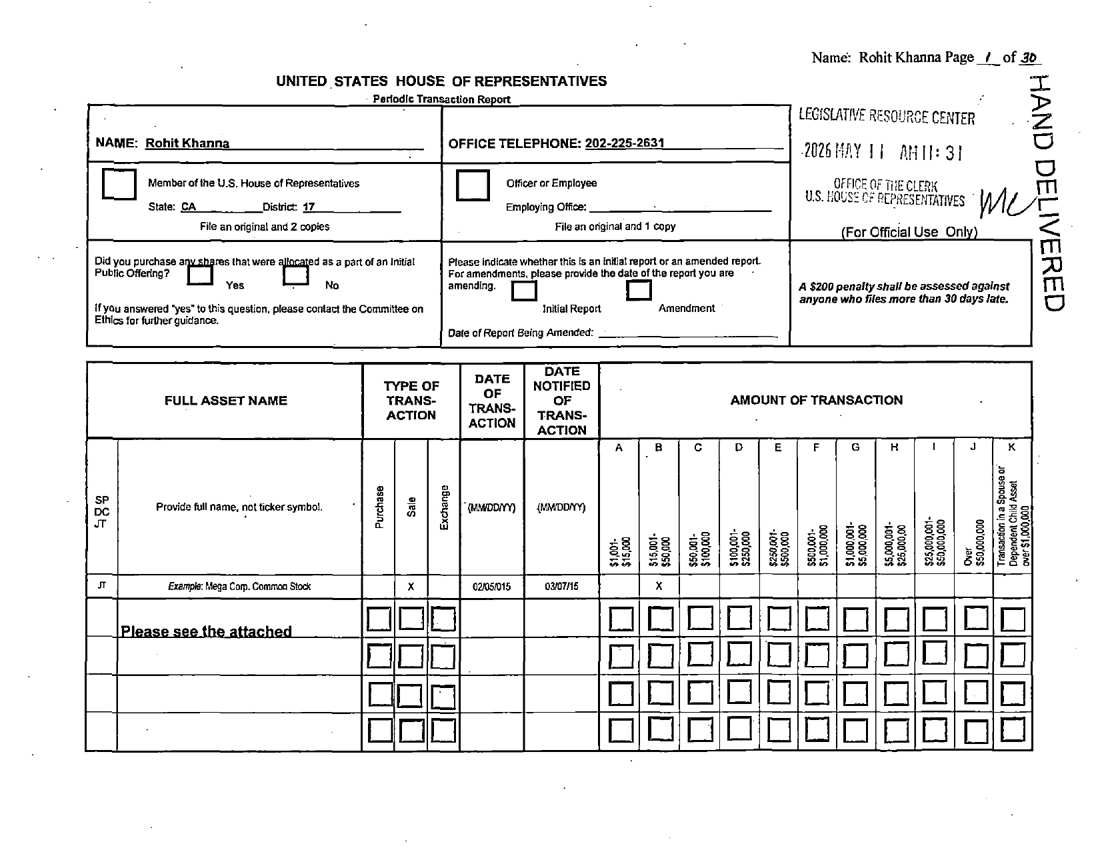 Name: Rohit Khanna Page 1 of 30
UNITED STATES HOUSE OF REPRESENTATIVES
Periodic Transaction Report
HAND DELIVERED
LEGISLATIVE RESOURCE CENTER
2026 MAY 11 AM 11: 31
OFFICE OF THE CLERK
U.S. HOUSE OF REPRESENTATIVES
MC
(For Official Use Only)
NAME: Rohit Khanna
OFFICE TELEPHONE: 202-225-2631
Member of the U.S. House of Representatives
State: CA District: 17
File an original and 2 copies
Officer or Employee
Employing Office:
File an original and 1 copy
Did you purchase any shares that were allocated as a part of an Initial
Public Offering?
Yes No
If you answered "yes" to this question, please contact the Committee on
Ethics for further guidance.
Please indicate whether this is an initial report or an amended report.
For amendments, please provide the date of the report you are
amending.
Initial Report Amendment
Date of Report Being Amended:
A $200 penalty shall be assessed against
anyone who files more than 30 days late.
FULL ASSET NAME
TYPE OF
TRANS-
ACTION
DATE
OF
TRANS-
ACTION
DATE
NOTIFIED
OF
TRANS-
ACTION
AMOUNT OF TRANSACTION
SP
DC
JT
Provide full name, not ticker symbol.
Purchase
Sale
Exchange
(MM/DD/YY)
(MM/DD/YY)
A
$1,001-
$15,000
B
$15,001-
$50,000
C
$50,001-
$100,000
D
$100,001-
$250,000
E
$250,001-
$500,000
F
$500,001-
$1,000,000
G
$1,000,001-
$5,000,000
H
$5,000,001-
$25,000,00
I
$25,000,001-
$50,000,000
J
Over
$50,000,000
K
Transaction in a Spouse or
Dependent Child Asset
over $1,000,000
JT Example: Mega Corp. Common Stock X 02/05/015 03/07/15 X
Please see the attached